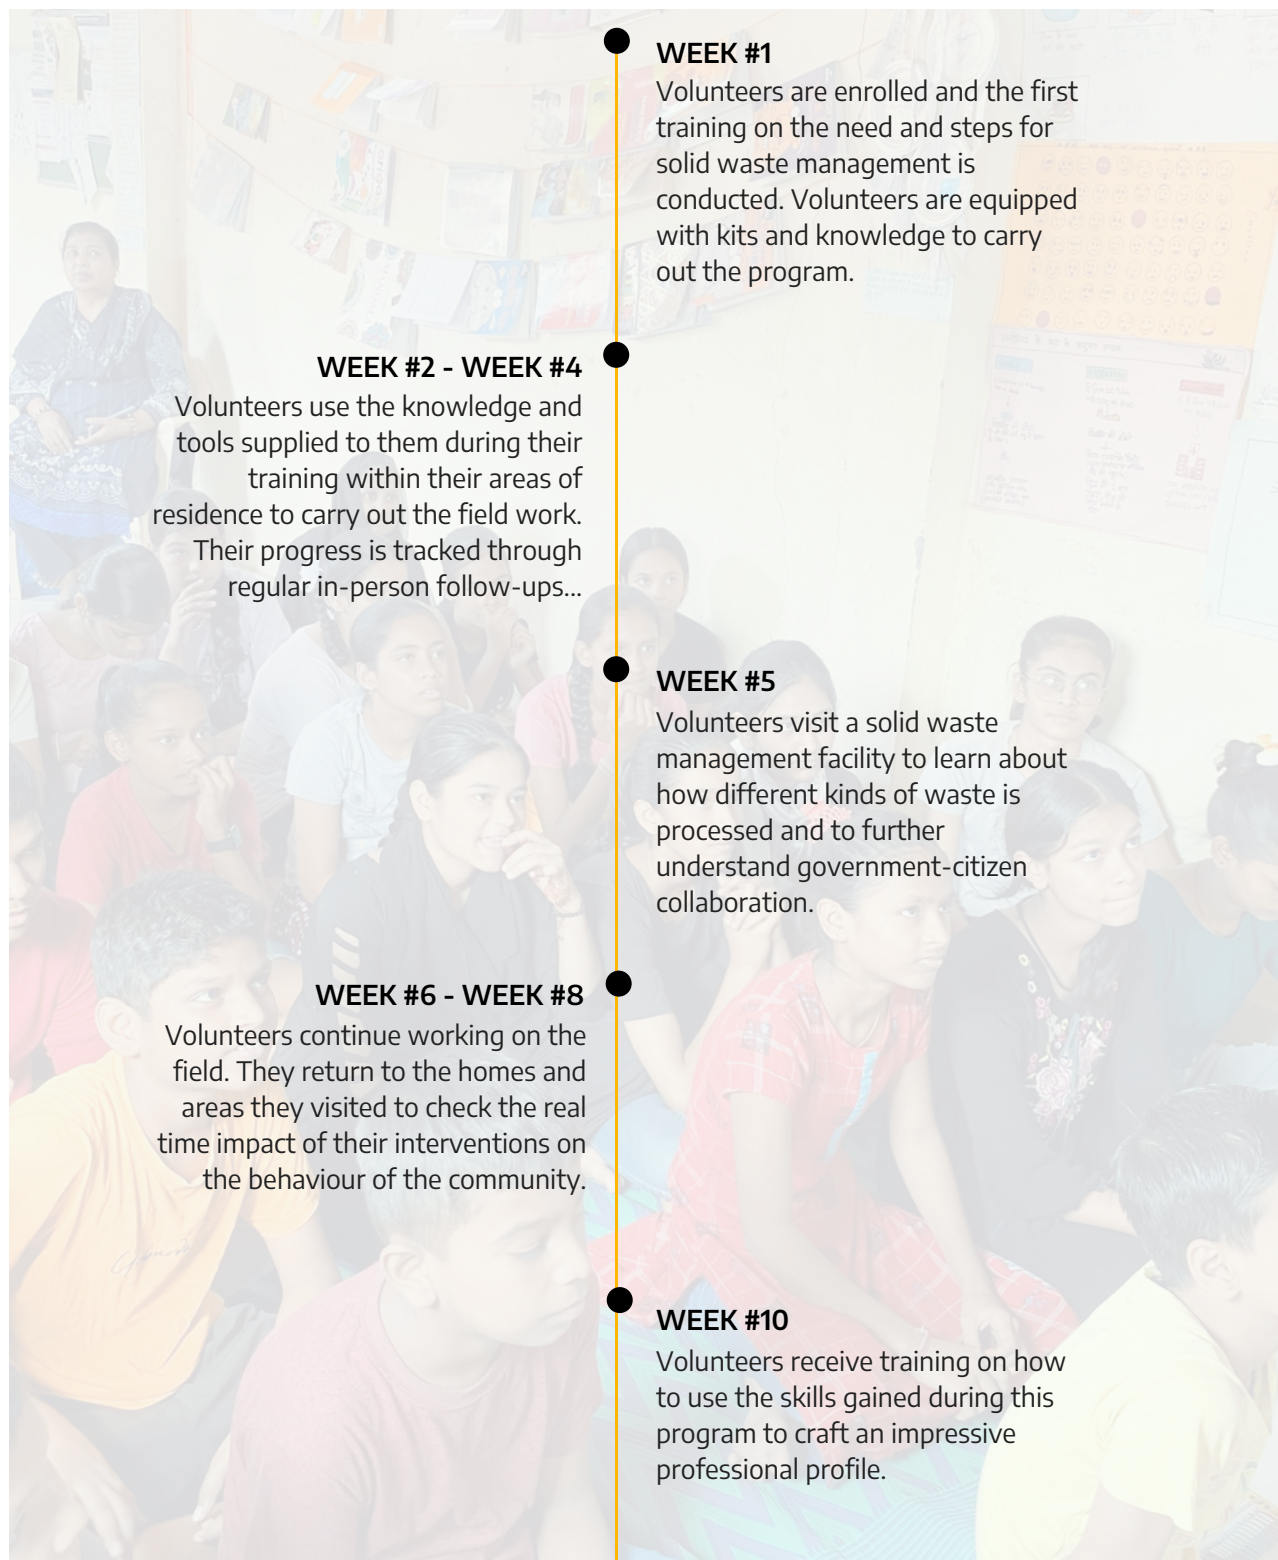 WEEK #1
Volunteers are enrolled and the first
training on the need and steps for
solid waste management is
conducted. Volunteers are equipped
with kits and knowledge to carry
out the program.
WEEK #2 - WEEK #4
Volunteers use the knowledge and
tools supplied to them during their
training within their areas of
residence to carry out the field work.
Their progress is tracked through
regular in-person follow-ups...
WEEK #5
Volunteers visit a solid waste
management facility to learn about
how different kinds of waste is
processed and to further
understand government-citizen
collaboration.
WEEK #6 - WEEK #8
Volunteers continue working on the
field. They return to the homes and
areas they visited to check the real
time impact of their interventions on
the behaviour of the community.
WEEK #10
Volunteers receive training on how
to use the skills gained during this
program to craft an impressive
professional profile.